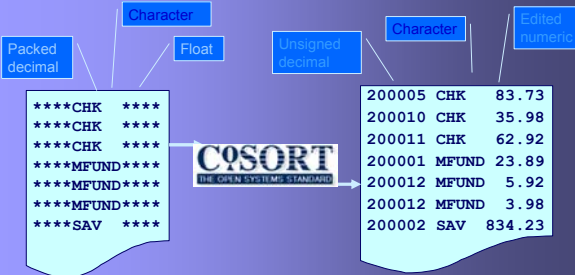 Packed
decimal
Character
Float
****CHK ****
****CHK ****
****CHK ****
****MFUND****
****MFUND****
****MFUND****
****SAV ****
COSORT
THE OPEN SYSTEMS STANDARD
Unsigned
decimal
Character
Edited
numeric
200005 CHK 83.73
200010 CHK 35.98
200011 CHK 62.92
200001 MFUND 23.89
200012 MFUND 5.92
200012 MFUND 3.98
200002 SAV 834.23